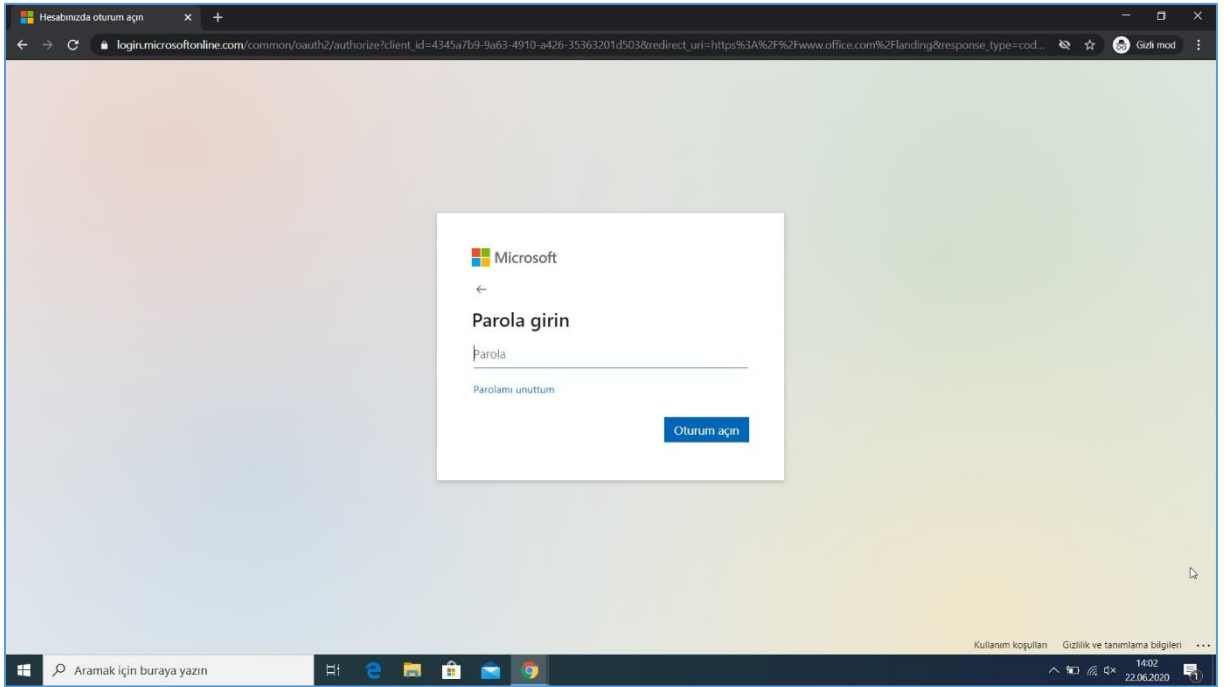 Hesabınızda oturum açın
login.microsoftonline.com/common/oauth2/authorize?client_id=4345a7b9-9a63-4910-a426-35363201d503&redirect_uri=https%3A%2F%2Fwww.office.com%2Flanding&response_type=cod...
Gizli mod
Microsoft
Parola girin
Parola
Parolamı unuttum
Oturum açın
Kullanım koşulları Gizlilik ve tanımlama bilgileri ...
Aramak için buraya yazın
14:02
22.06.2020
1